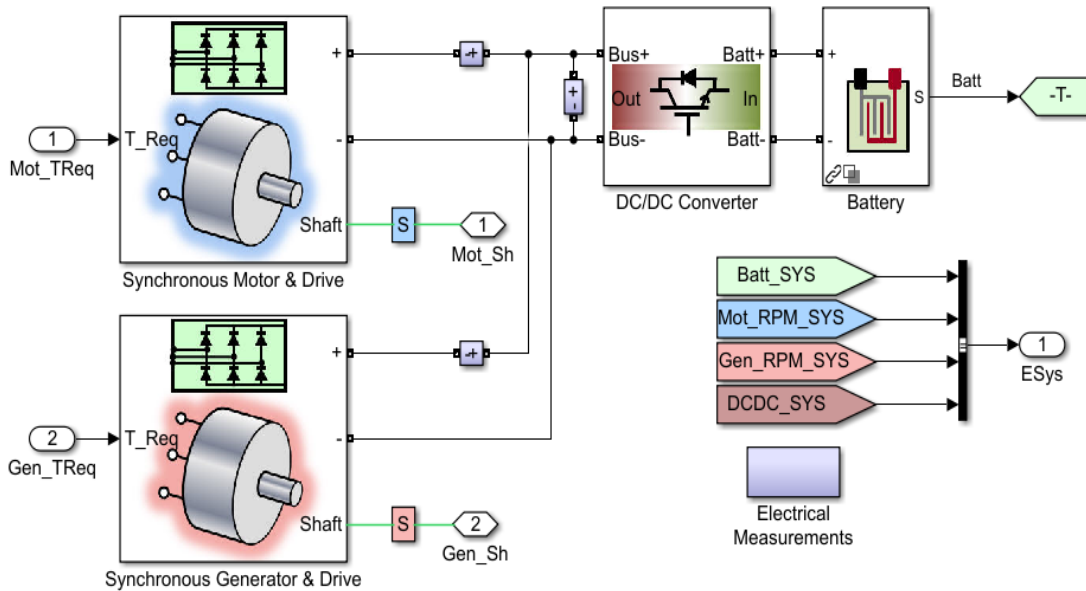 +
-
T_Req
Shaft
1
Mot_TReq
Synchronous Motor & Drive
-+
S
1
Mot_Sh
+
-
Bus+
Bus-
Out
In
Batt+
Batt-
DC/DC Converter
+
-
S
Battery
Batt
-T-
+
-
T_Req
Shaft
2
Gen_TReq
Synchronous Generator & Drive
-+
S
2
Gen_Sh
Batt_SYS
Mot_RPM_SYS
Gen_RPM_SYS
DCDC_SYS
1
ESys
Electrical
Measurements